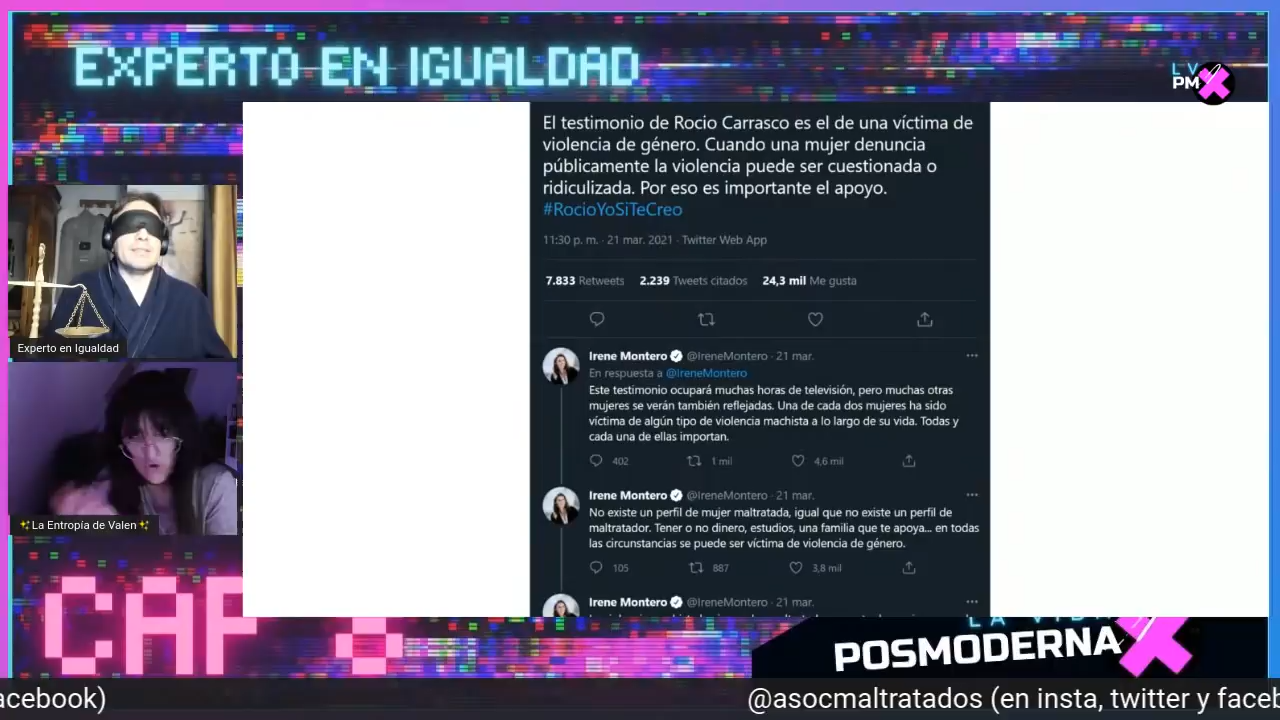 EXPERTO EN IGUALDAD
LV
PM
El testimonio de Rocio Carrasco es el de una víctima de
violencia de género. Cuando una mujer denuncia
públicamente la violencia puede ser cuestionada o
ridiculizada. Por eso es importante el apoyo.
#RocioYoSiTeCreo
11:30 p. m. · 21 mar. 2021 · Twitter Web App
7.833 Retweets 2.239 Tweets citados 24,3 mil Me gusta
Irene Montero @IreneMontero · 21 mar.
En respuesta a @IreneMontero
Este testimonio ocupará muchas horas de televisión, pero muchas otras
mujeres se verán también reflejadas. Una de cada dos mujeres ha sido
víctima de algún tipo de violencia machista a lo largo de su vida. Todas y
cada una de ellas importan.
402 1 mil 4,6 mil
Irene Montero @IreneMontero · 21 mar.
No existe un perfil de mujer maltratada, igual que no existe un perfil de
maltratador. Tener o no dinero, estudios, una familia que te apoya... en todas
las circunstancias se puede ser víctima de violencia de género.
105 887 3,8 mil
Irene Montero @IreneMontero · 21 mar.
Experto en Igualdad
✨La Entropía de Valen✨
CAP
LA VID
POSMODERNA
acebook)
@asocmaltratados (en insta, twitter y faceb